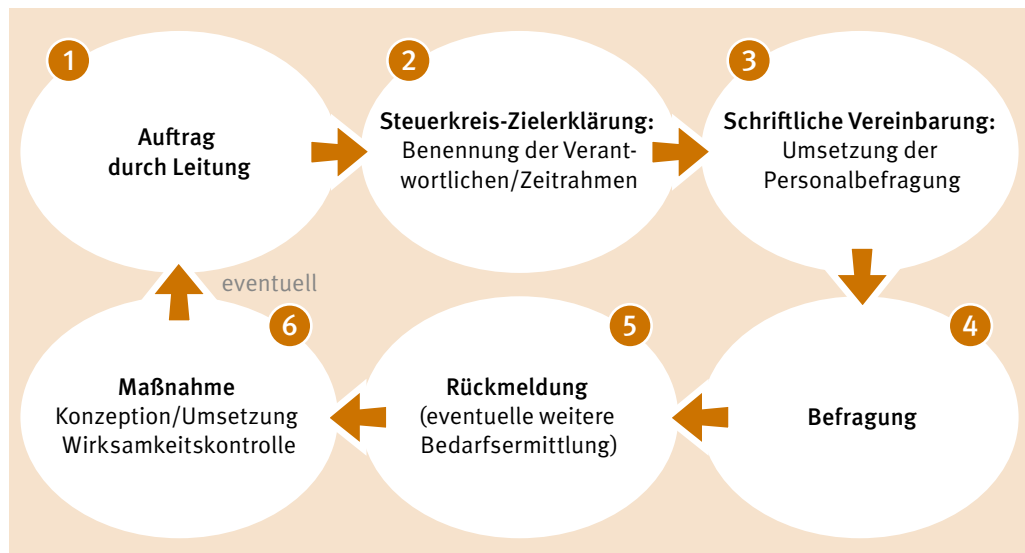 1
Auftrag
durch Leitung
2
Steuerkreis-Zielerklärung:
Benennung der Verant-
wortlichen/Zeitrahmen
3
Schriftliche Vereinbarung:
Umsetzung der
Personalbefragung
4
Befragung
5
Rückmeldung
(eventuelle weitere
Bedarfsermittlung)
6
Maßnahme
Konzeption/Umsetzung
Wirksamkeitskontrolle
eventuell